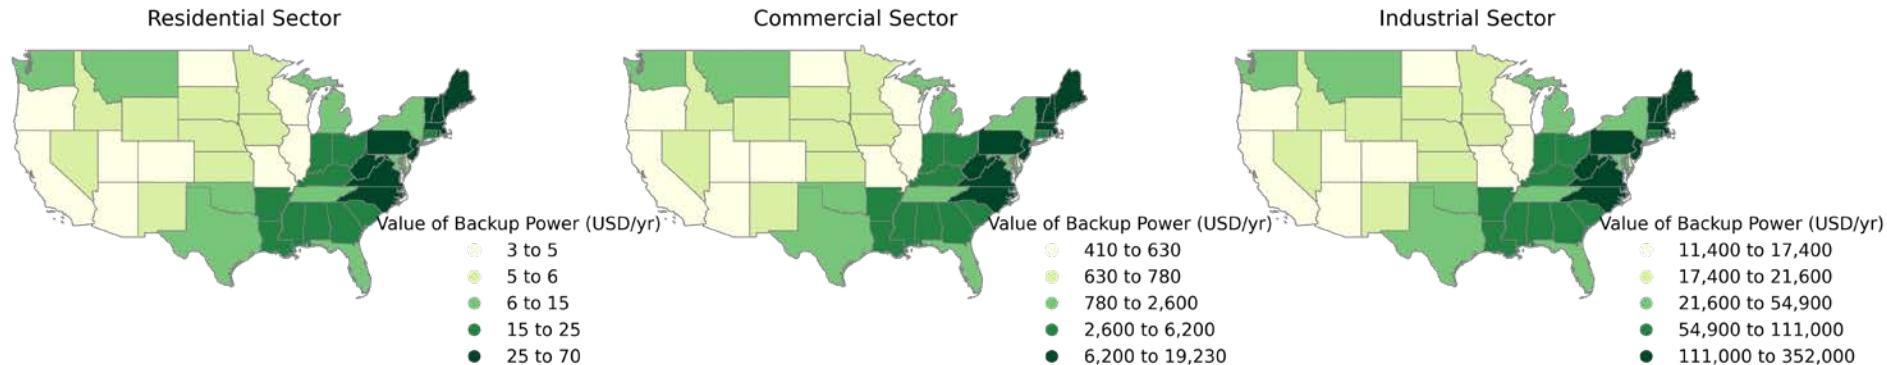 Residential Sector
Value of Backup Power (USD/yr)
3 to 5
5 to 6
6 to 15
15 to 25
25 to 70
Commercial Sector
Value of Backup Power (USD/yr)
410 to 630
630 to 780
780 to 2,600
2,600 to 6,200
6,200 to 19,230
Industrial Sector
Value of Backup Power (USD/yr)
11,400 to 17,400
17,400 to 21,600
21,600 to 54,900
54,900 to 111,000
111,000 to 352,000